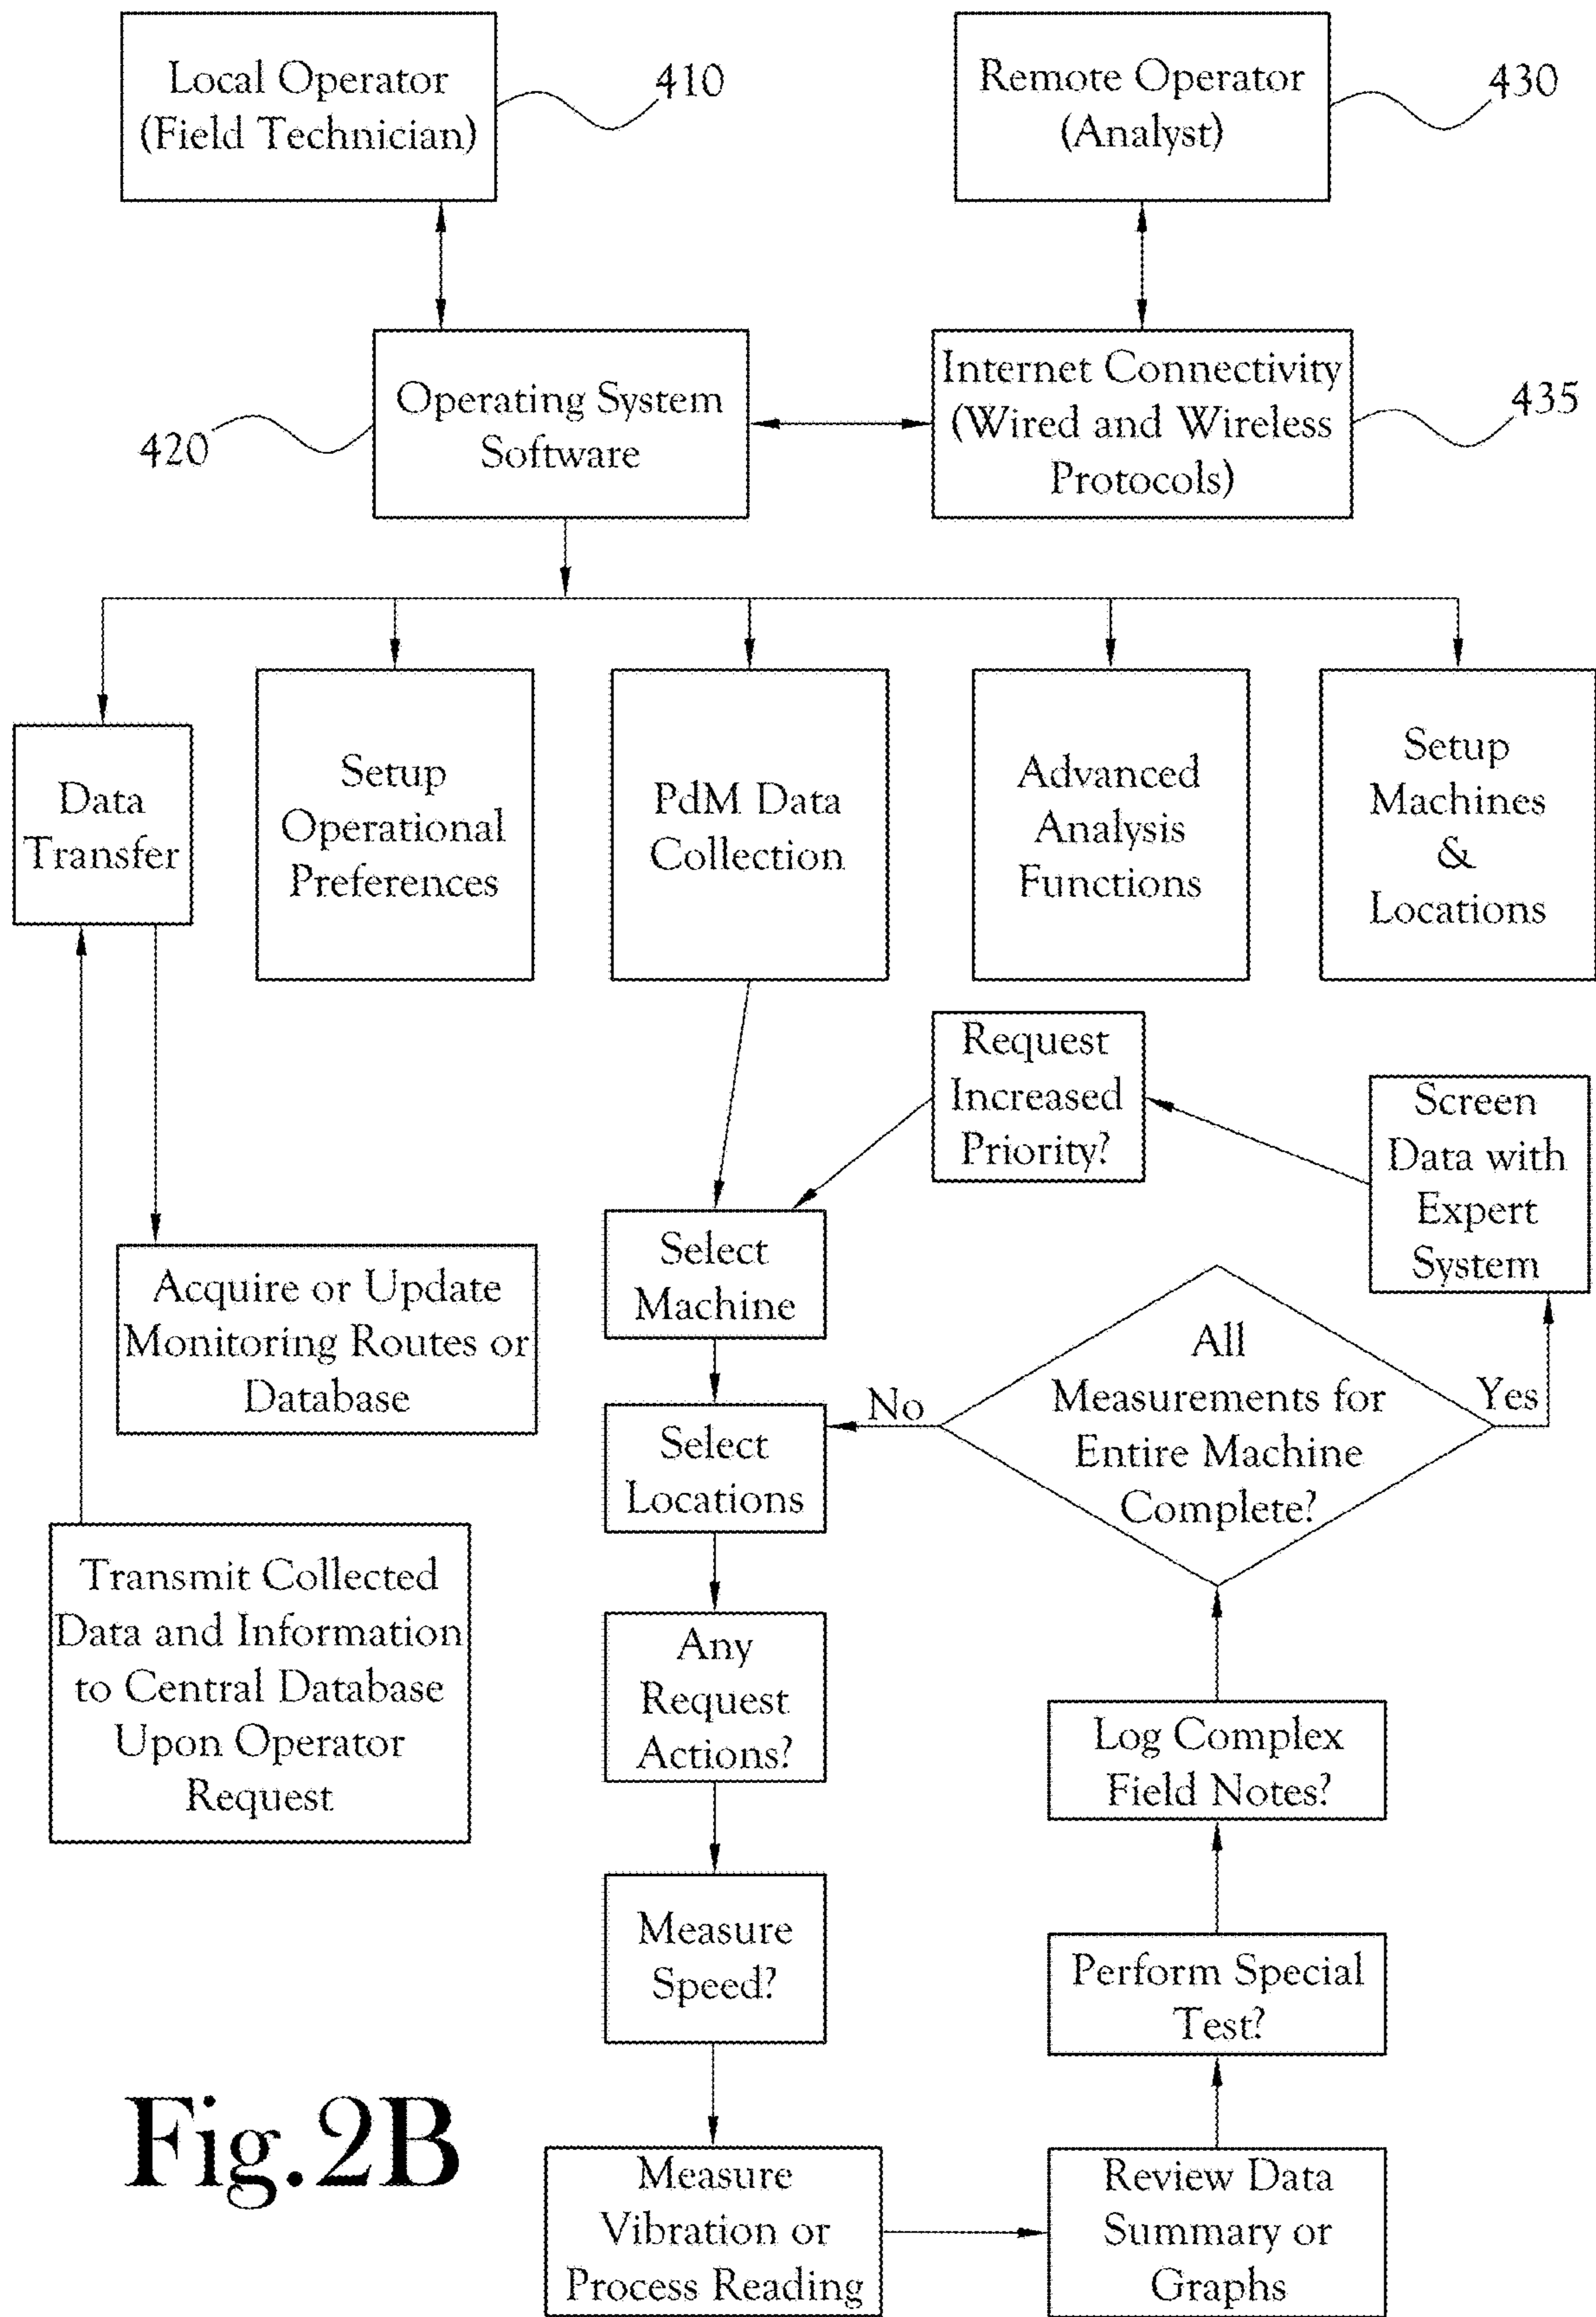 Local Operator
(Field Technician)
410
Remote Operator
(Analyst)
430
Operating System
Software
420
Internet Connectivity
(Wired and Wireless
Protocols)
435
Data
Transfer
Setup
Operational
Preferences
PdM Data
Collection
Advanced
Analysis
Functions
Setup
Machines
&
Locations
Request
Increased
Priority?
Screen
Data with
Expert
System
Select
Machine
Acquire or Update
Monitoring Routes or
Database
All
Measurements for
Entire Machine
Complete?
No
Yes
Select
Locations
Transmit Collected
Data and Information
to Central Database
Upon Operator
Request
Any
Request
Actions?
Log Complex
Field Notes?
Measure
Speed?
Perform Special
Test?
Measure
Vibration or
Process Reading
Review Data
Summary or
Graphs
Fig.2B